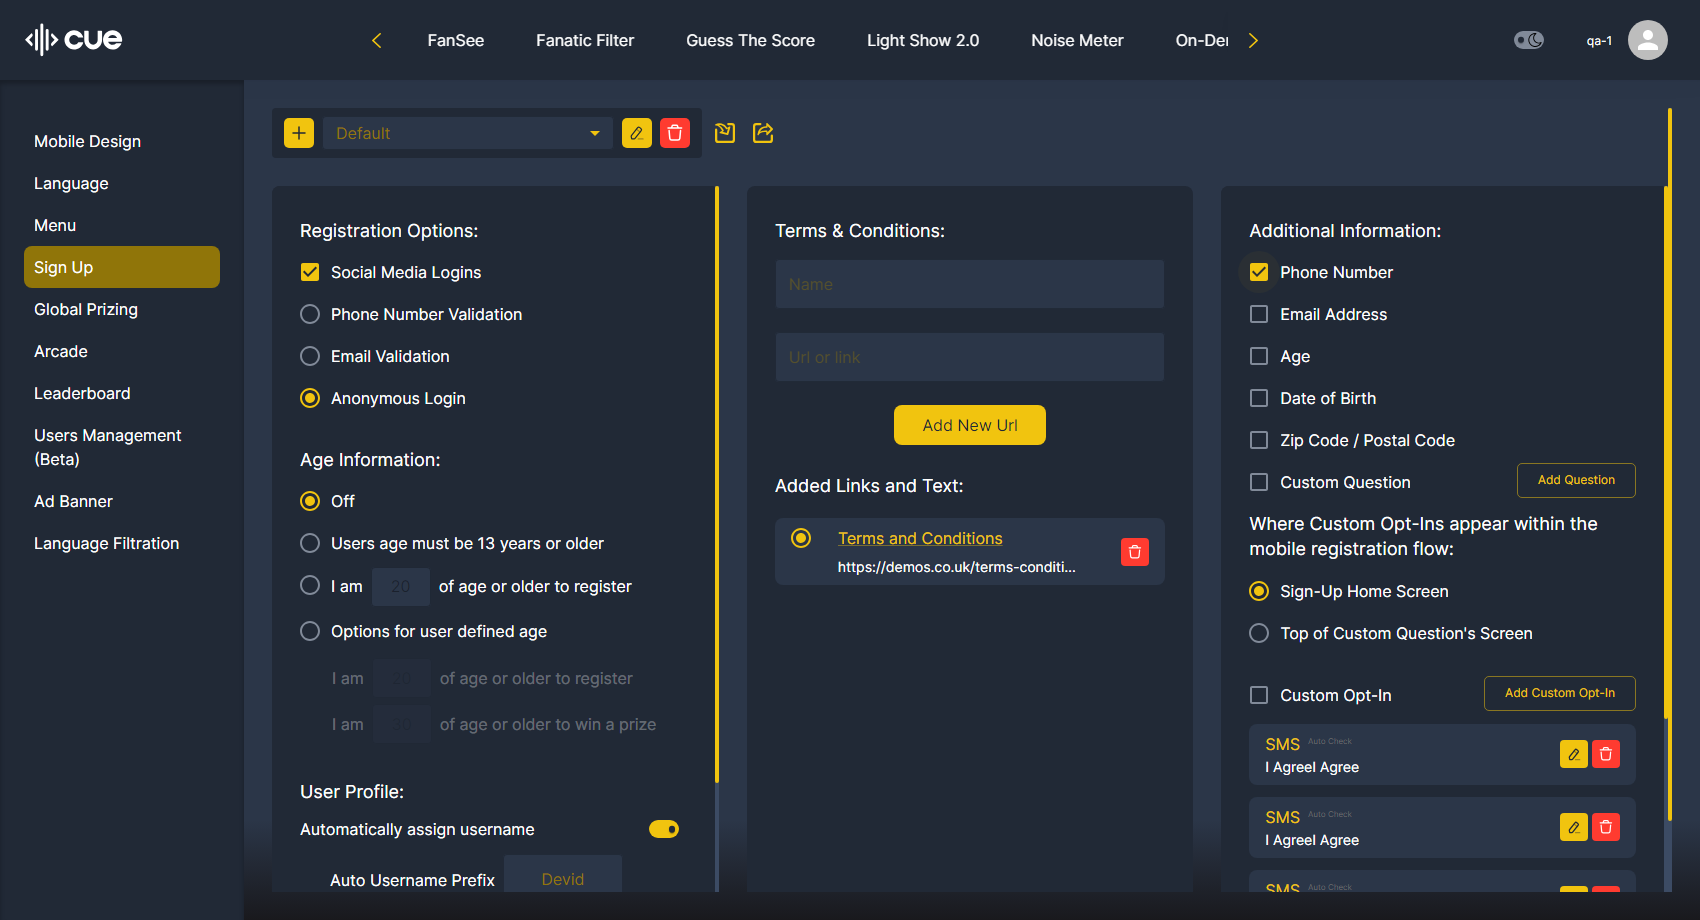 cue
FanSee
Fanatic Filter
Guess The Score
Light Show 2.0
Noise Meter
On-Der
qa-1
Mobile Design
Language
Menu
Sign Up
Global Prizing
Arcade
Leaderboard
Users Management
(Beta)
Ad Banner
Language Filtration
Default
Registration Options:
Social Media Logins
Phone Number Validation
Email Validation
Anonymous Login
Age Information:
Off
Users age must be 13 years or older
I am 20 of age or older to register
Options for user defined age
I am 20 of age or older to register
I am of age or older to win a prize
User Profile:
Automatically assign username
Auto Username Prefix Devid
Terms & Conditions:
Name
Url or link
Add New Url
Added Links and Text:
Terms and Conditions
https://demos.co.uk/terms-conditi...
Additional Information:
Phone Number
Email Address
Age
Date of Birth
Zip Code / Postal Code
Custom Question
Add Question
Where Custom Opt-Ins appear within the
mobile registration flow:
Sign-Up Home Screen
Top of Custom Question's Screen
Custom Opt-In
Add Custom Opt-In
SMS Auto Check
I AgreeI Agree
SMS Auto Check
I AgreeI Agree
SMS Auto Check